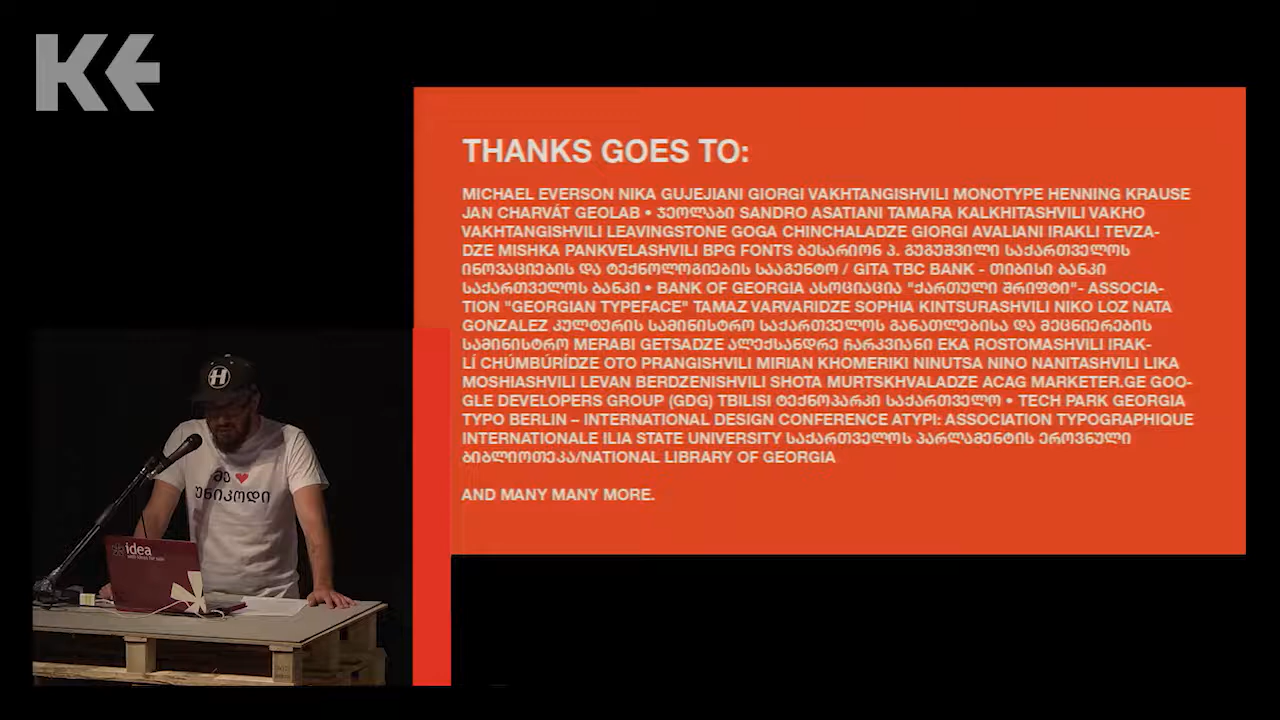 KE
THANKS GOES TO:
MICHAEL EVERSON NIKA GUJEJIANI GIORGI VAKHTANGISHVILI MONOTYPE HENNING KRAUSE
JAN CHARVÁT GEOLAB • ჯეოლაბი SANDRO ASATIANI TAMARA KALKHITASHVILI VAKHO
VAKHTANGISHVILI LEAVINGSTONE GOGA CHINCHALADZE GIORGI AVALIANI IRAKLI TEVZA-
DZE MISHKA PANKVELASHVILI BPG FONTS ბესარიონ პ. გუგუშვილი საქართველოს
ინოვაციების და ტექნოლოგიების სააგენტო / GITA TBC BANK - თიბისი ბანკი
საქართველოს ბანკი • BANK OF GEORGIA ასოციაცია "ქართული შრიფტი"- ASSOCIA-
TION "GEORGIAN TYPEFACE" TAMAZ VARVARIDZE SOPHIA KINTSURASHVILI NIKO LOZ NATA
GONZALEZ კულტურის სამინისტრო საქართველოს განათლებისა და მეცნიერების
სამინისტრო MERABI GETSADZE ალექსანდრე ჩარკვიანი EKA ROSTOMASHVILI IRAK-
LÍ CHÚMBÚRÍDZE OTO PRANGISHVILI MIRIAN KHOMERIKI NINUTSA NINO NANITASHVILI LIKA
MOSHIASHVILI LEVAN BERDZENISHVILI SHOTA MURTSKHVALADZE ACAG MARKETER.GE GOO-
GLE DEVELOPERS GROUP (GDG) TBILISI ტექნოპარკი საქართველო • TECH PARK GEORGIA
TYPO BERLIN – INTERNATIONAL DESIGN CONFERENCE ATYPI: ASSOCIATION TYPOGRAPHIQUE
INTERNATIONALE ILIA STATE UNIVERSITY საქართველოს პარლამენტის ეროვნული
ბიბლიოთეკა/NATIONAL LIBRARY OF GEORGIA
AND MANY MANY MORE.
მე ❤
უნიკოდი
idea